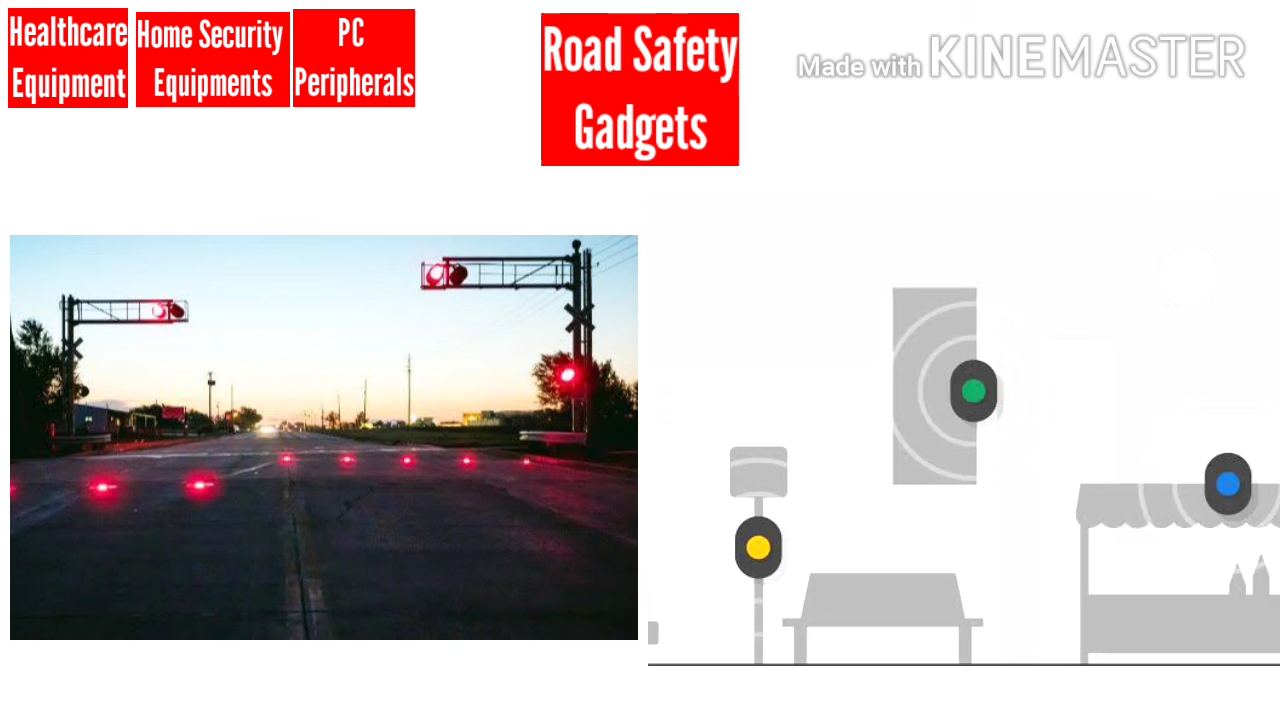 Healthcare
Equipment
Home Security
Equipments
PC
Peripherals
Road Safety
Gadgets
Made with KINEMASTER